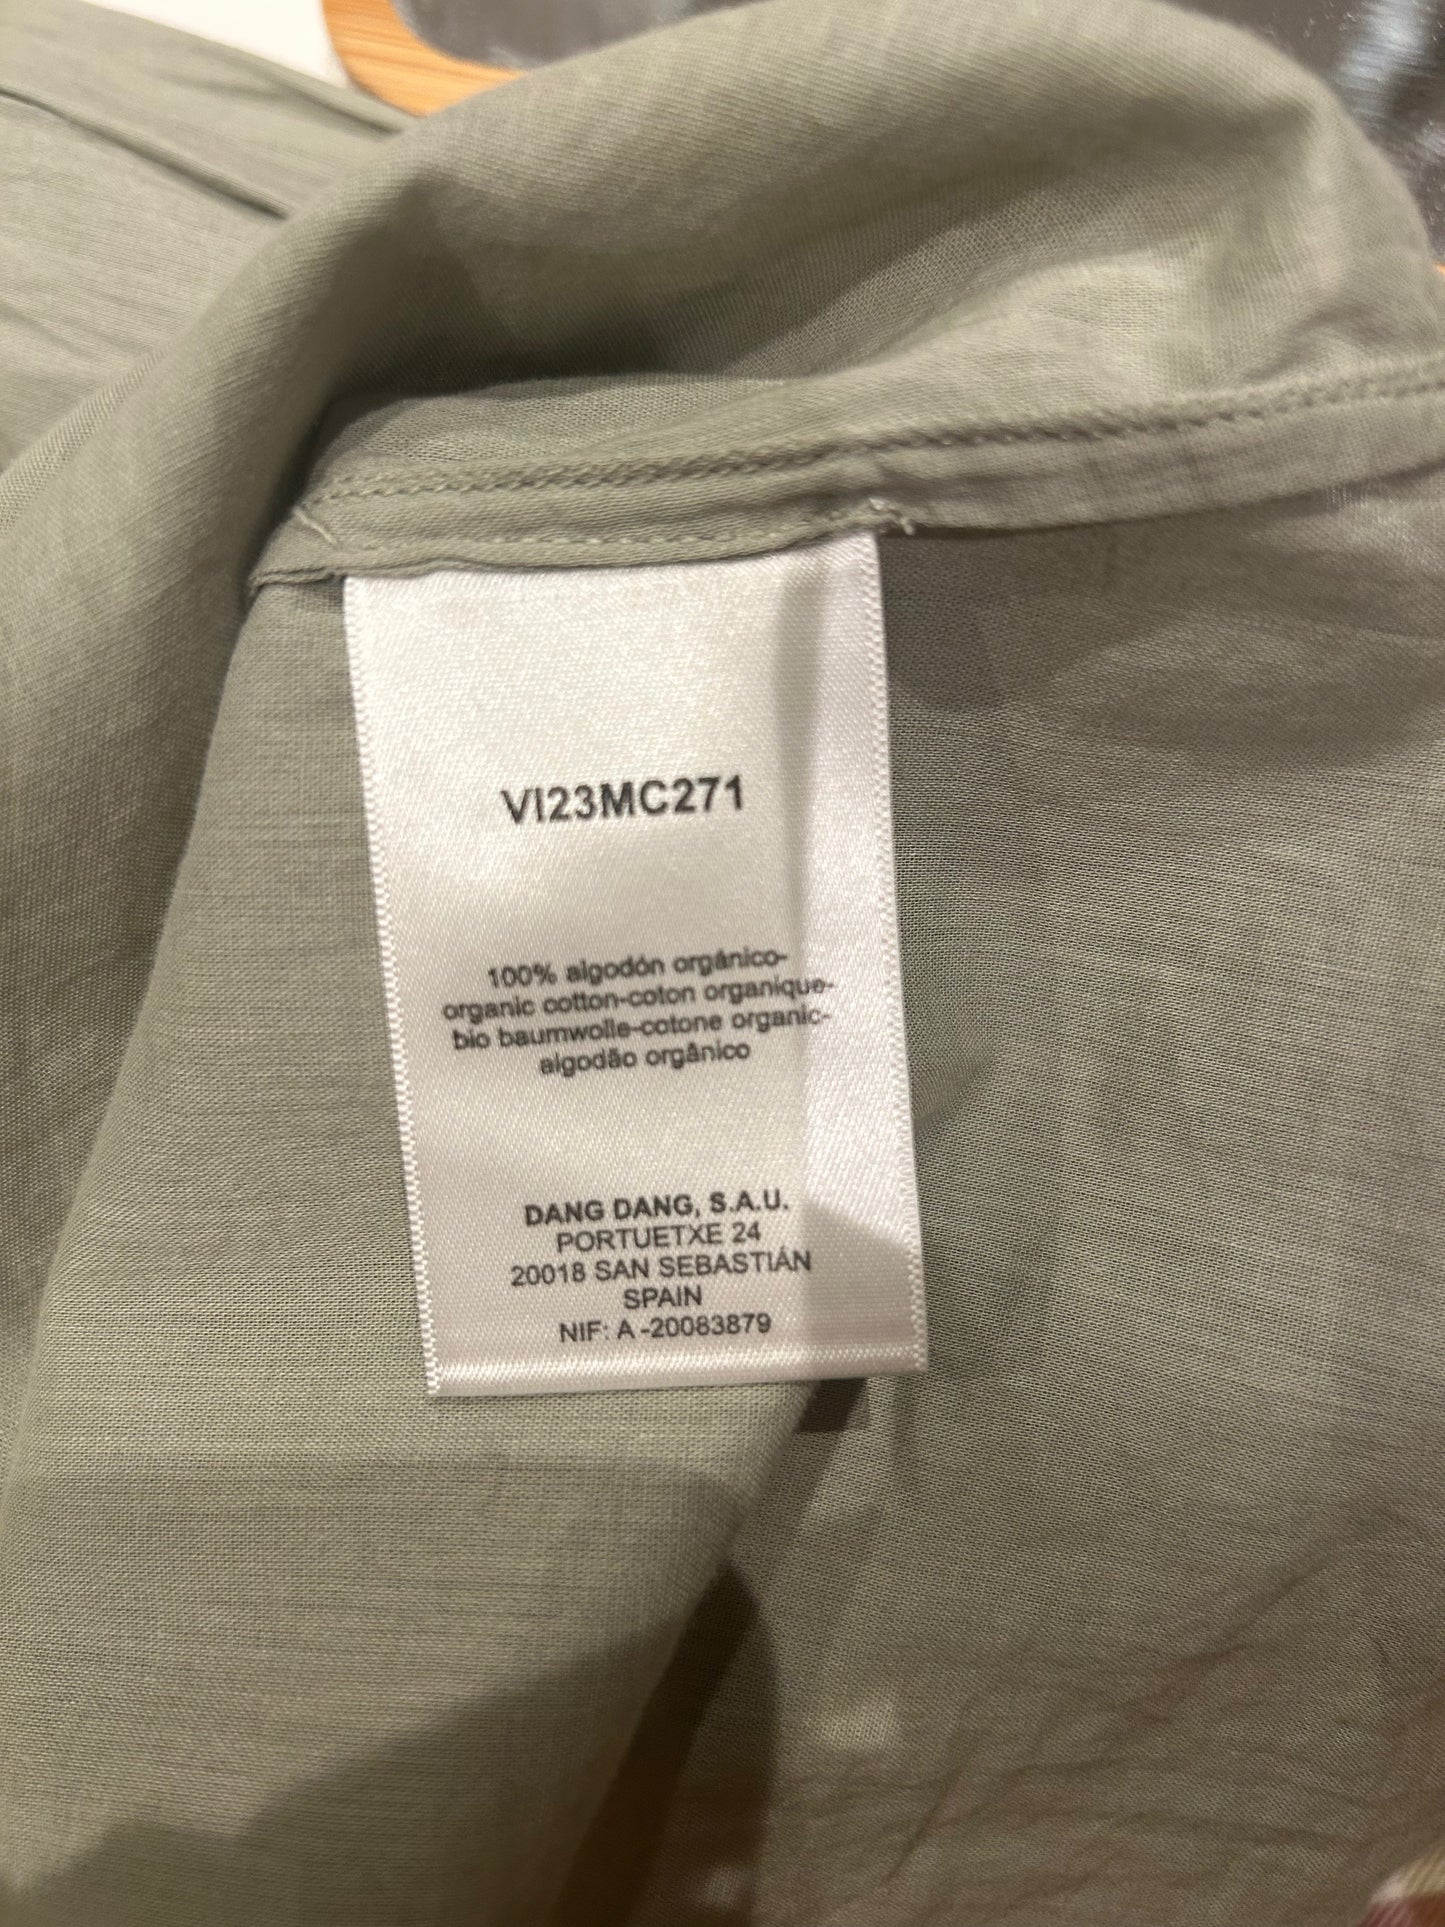 VI23MC271
100% algodón orgánico-
organic cotton-coton organique-
bio baumwolle-cotone organic-
algodão orgânico
DANG DANG, S.A.U.
PORTUETXE 24
20018 SAN SEBASTIÁN
SPAIN
NIF: A -20083879